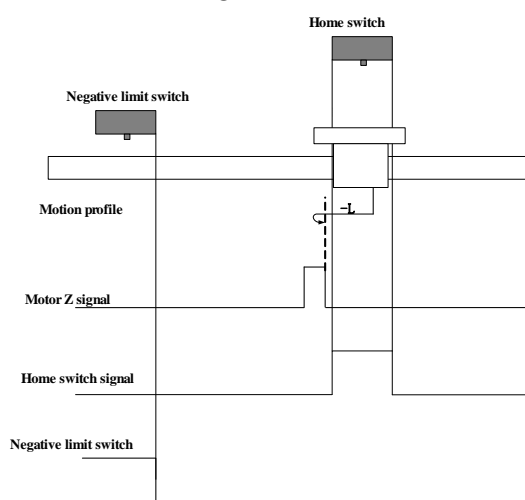 Home switch
Negative limit switch
Motion profile
−L
Motor Z signal
Home switch signal
Negative limit switch